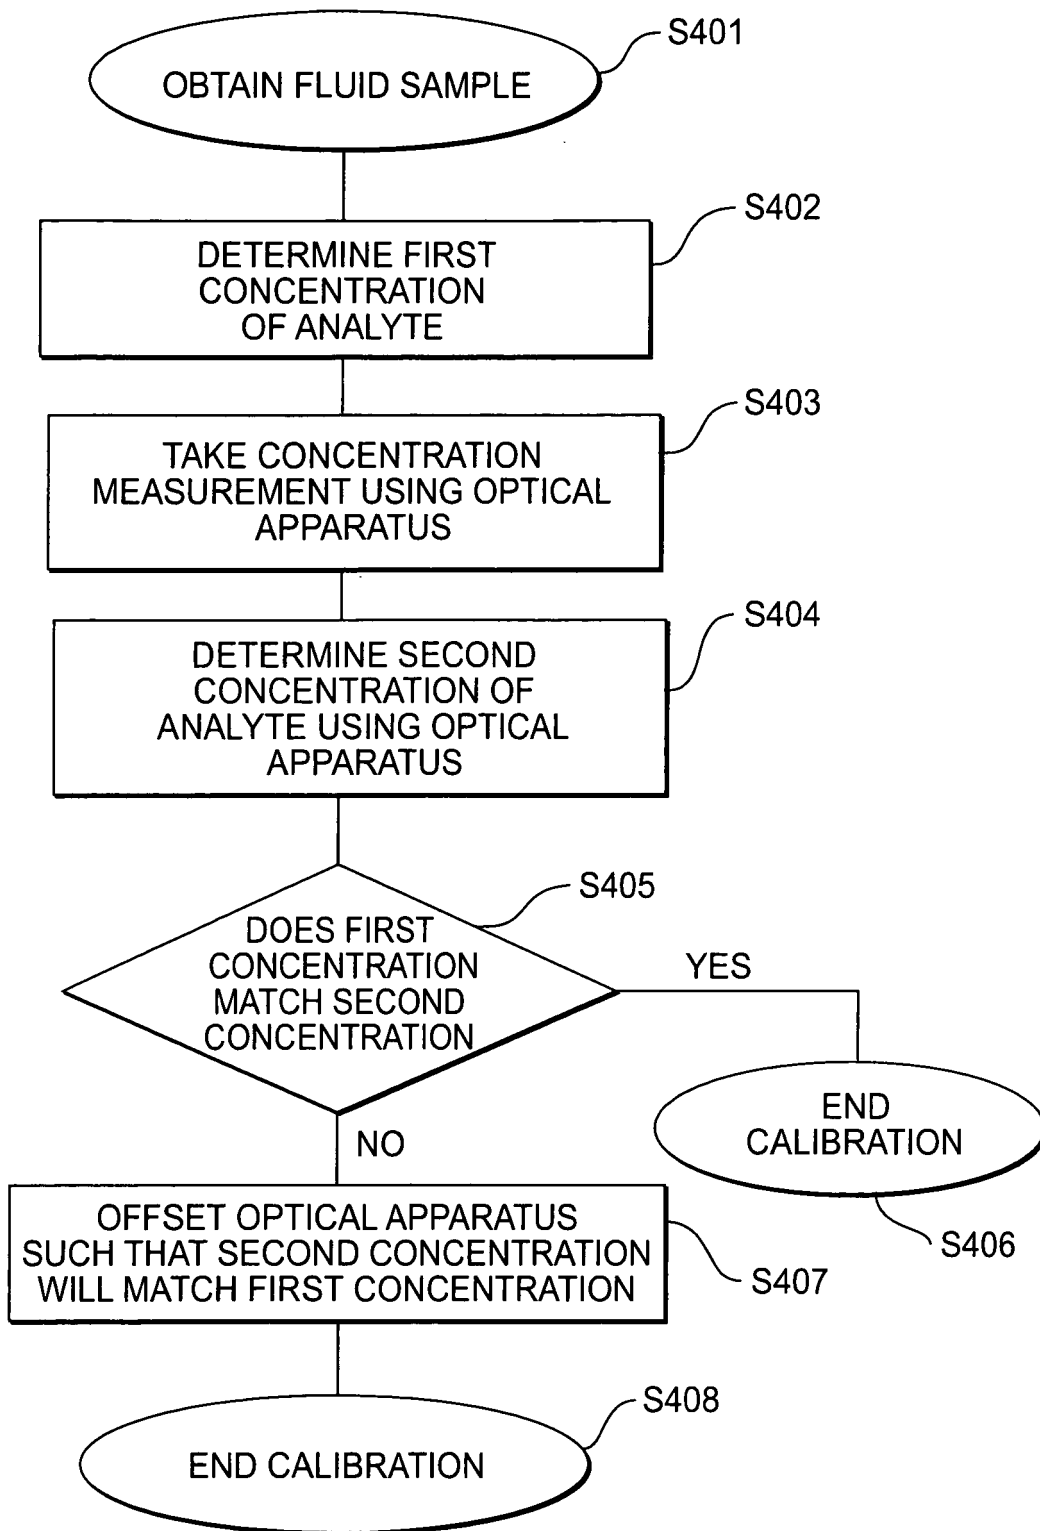 S401
OBTAIN FLUID SAMPLE
S402
DETERMINE FIRST
CONCENTRATION
OF ANALYTE
S403
TAKE CONCENTRATION
MEASUREMENT USING OPTICAL
APPARATUS
S404
DETERMINE SECOND
CONCENTRATION OF
ANALYTE USING OPTICAL
APPARATUS
S405
DOES FIRST
CONCENTRATION
MATCH SECOND
CONCENTRATION
YES
END
CALIBRATION
S406
NO
OFFSET OPTICAL APPARATUS
SUCH THAT SECOND CONCENTRATION
WILL MATCH FIRST CONCENTRATION
S407
S408
END CALIBRATION